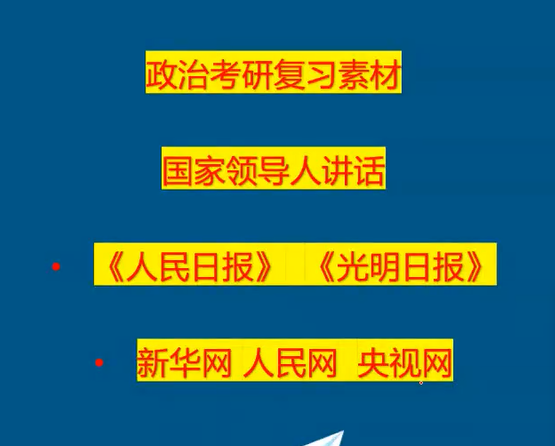 政治考研复习素材
国家领导人讲话
• 《人民日报》 《光明日报》
• 新华网 人民网 央视网